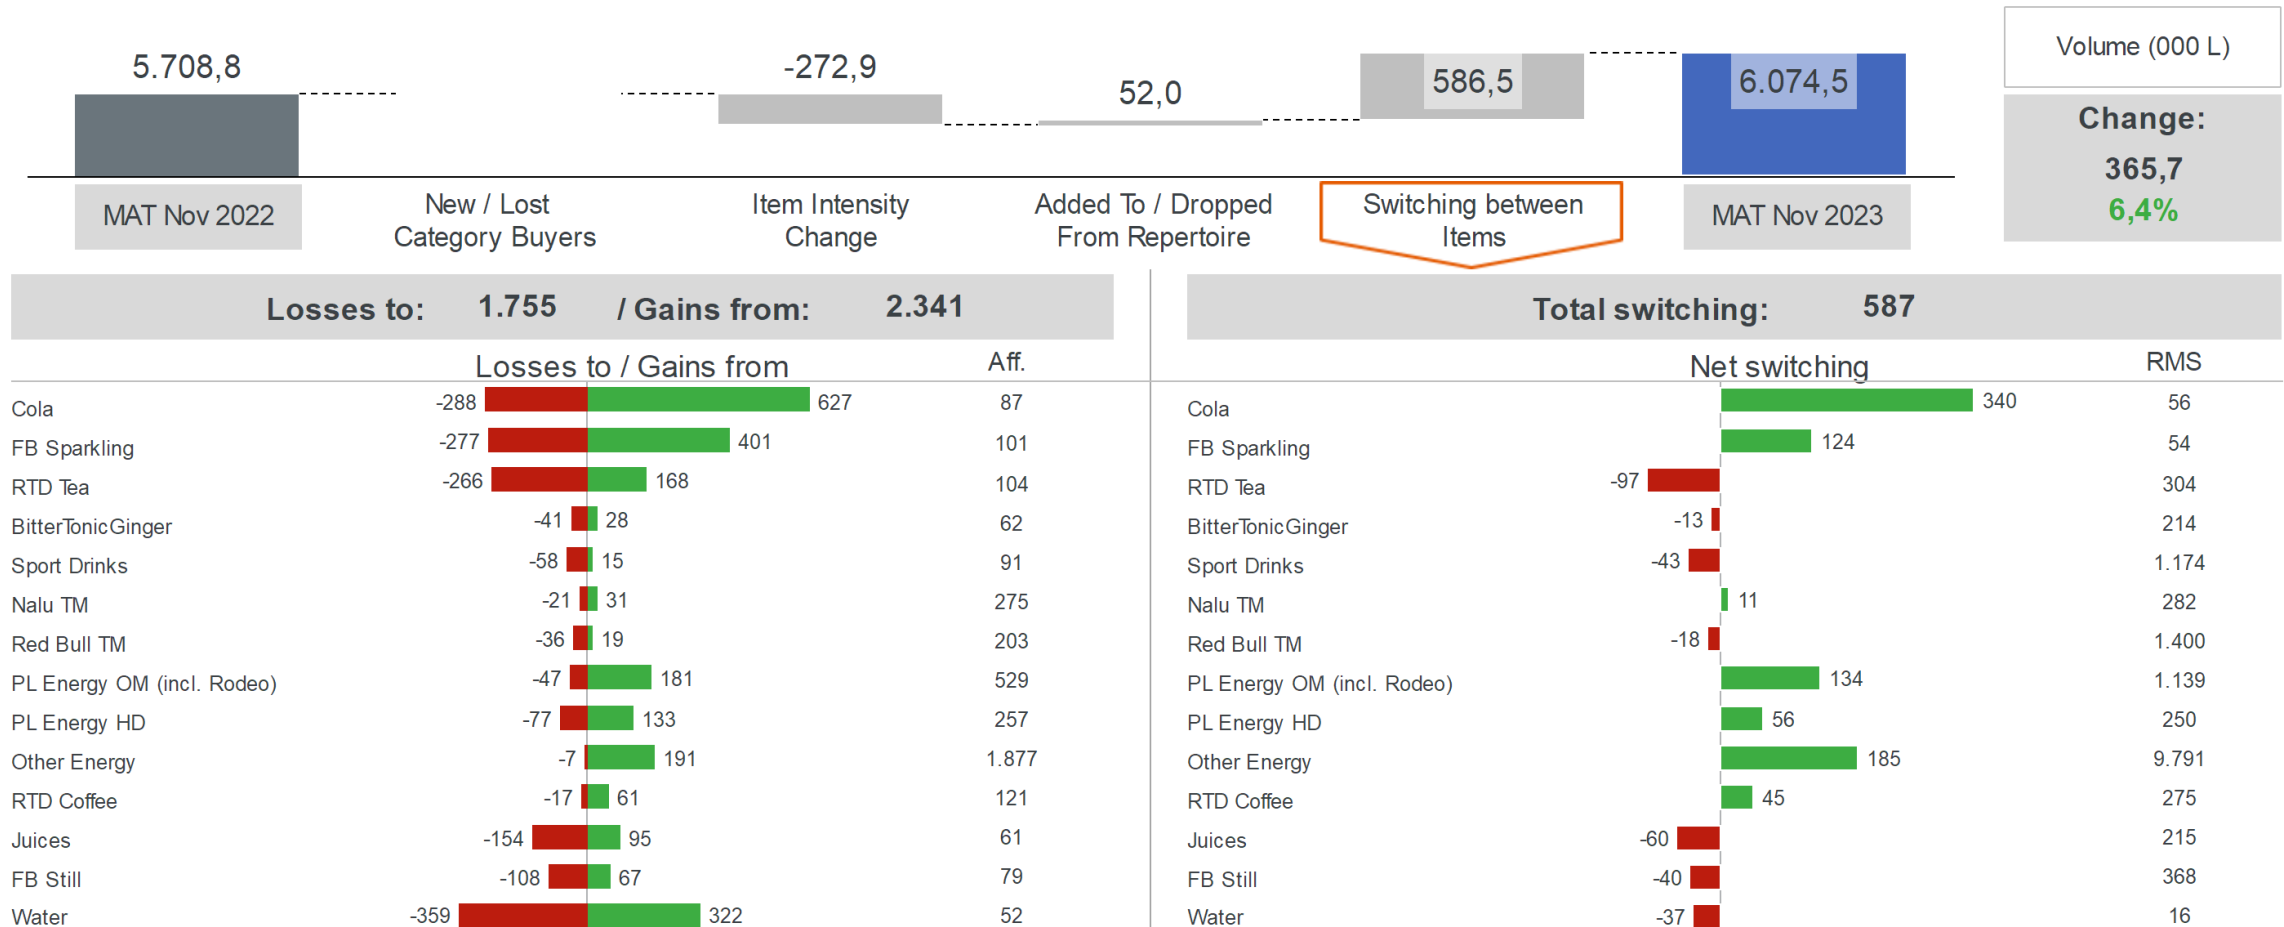 5.708,8
-272,9
52,0
586,5
6.074,5
Volume (000 L)
Change:
365,7
6,4%
MAT Nov 2022
New / Lost
Category Buyers
Item Intensity
Change
Added To / Dropped
From Repertoire
Switching between
Items
MAT Nov 2023
Losses to: 1.755 / Gains from: 2.341
Total switching: 587
Losses to / Gains from Aff.
Cola -288 627 87
FB Sparkling -277 401 101
RTD Tea -266 168 104
BitterTonicGinger -41 28 62
Sport Drinks -58 15 91
Nalu TM -21 31 275
Red Bull TM -36 19 203
PL Energy OM (incl. Rodeo) -47 181 529
PL Energy HD -77 133 257
Other Energy -7 191 1.877
RTD Coffee -17 61 121
Juices -154 95 61
FB Still -108 67 79
Water -359 322 52
Net switching RMS
Cola 340 56
FB Sparkling 124 54
RTD Tea -97 304
BitterTonicGinger -13 214
Sport Drinks -43 1.174
Nalu TM 11 282
Red Bull TM -18 1.400
PL Energy OM (incl. Rodeo) 134 1.139
PL Energy HD 56 250
Other Energy 185 9.791
RTD Coffee 45 275
Juices -60 215
FB Still -40 368
Water -37 16